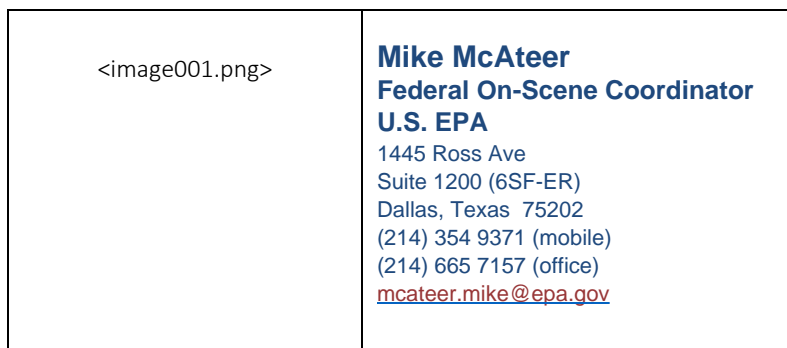 <image001.png>
Mike McAteer
Federal On-Scene Coordinator
U.S. EPA
1445 Ross Ave
Suite 1200 (6SF-ER)
Dallas, Texas  75202
(214) 354 9371 (mobile)
(214) 665 7157 (office)
mcateer.mike@epa.gov